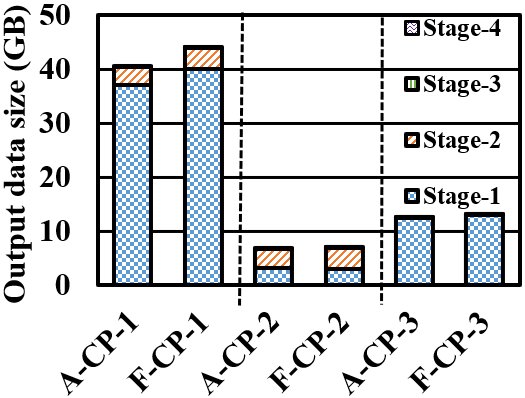 Output data size (GB)
50
40
30
20
10
0
Stage-4
Stage-3
Stage-2
Stage-1
A-CP-1
F-CP-1
A-CP-2
F-CP-2
A-CP-3
F-CP-3